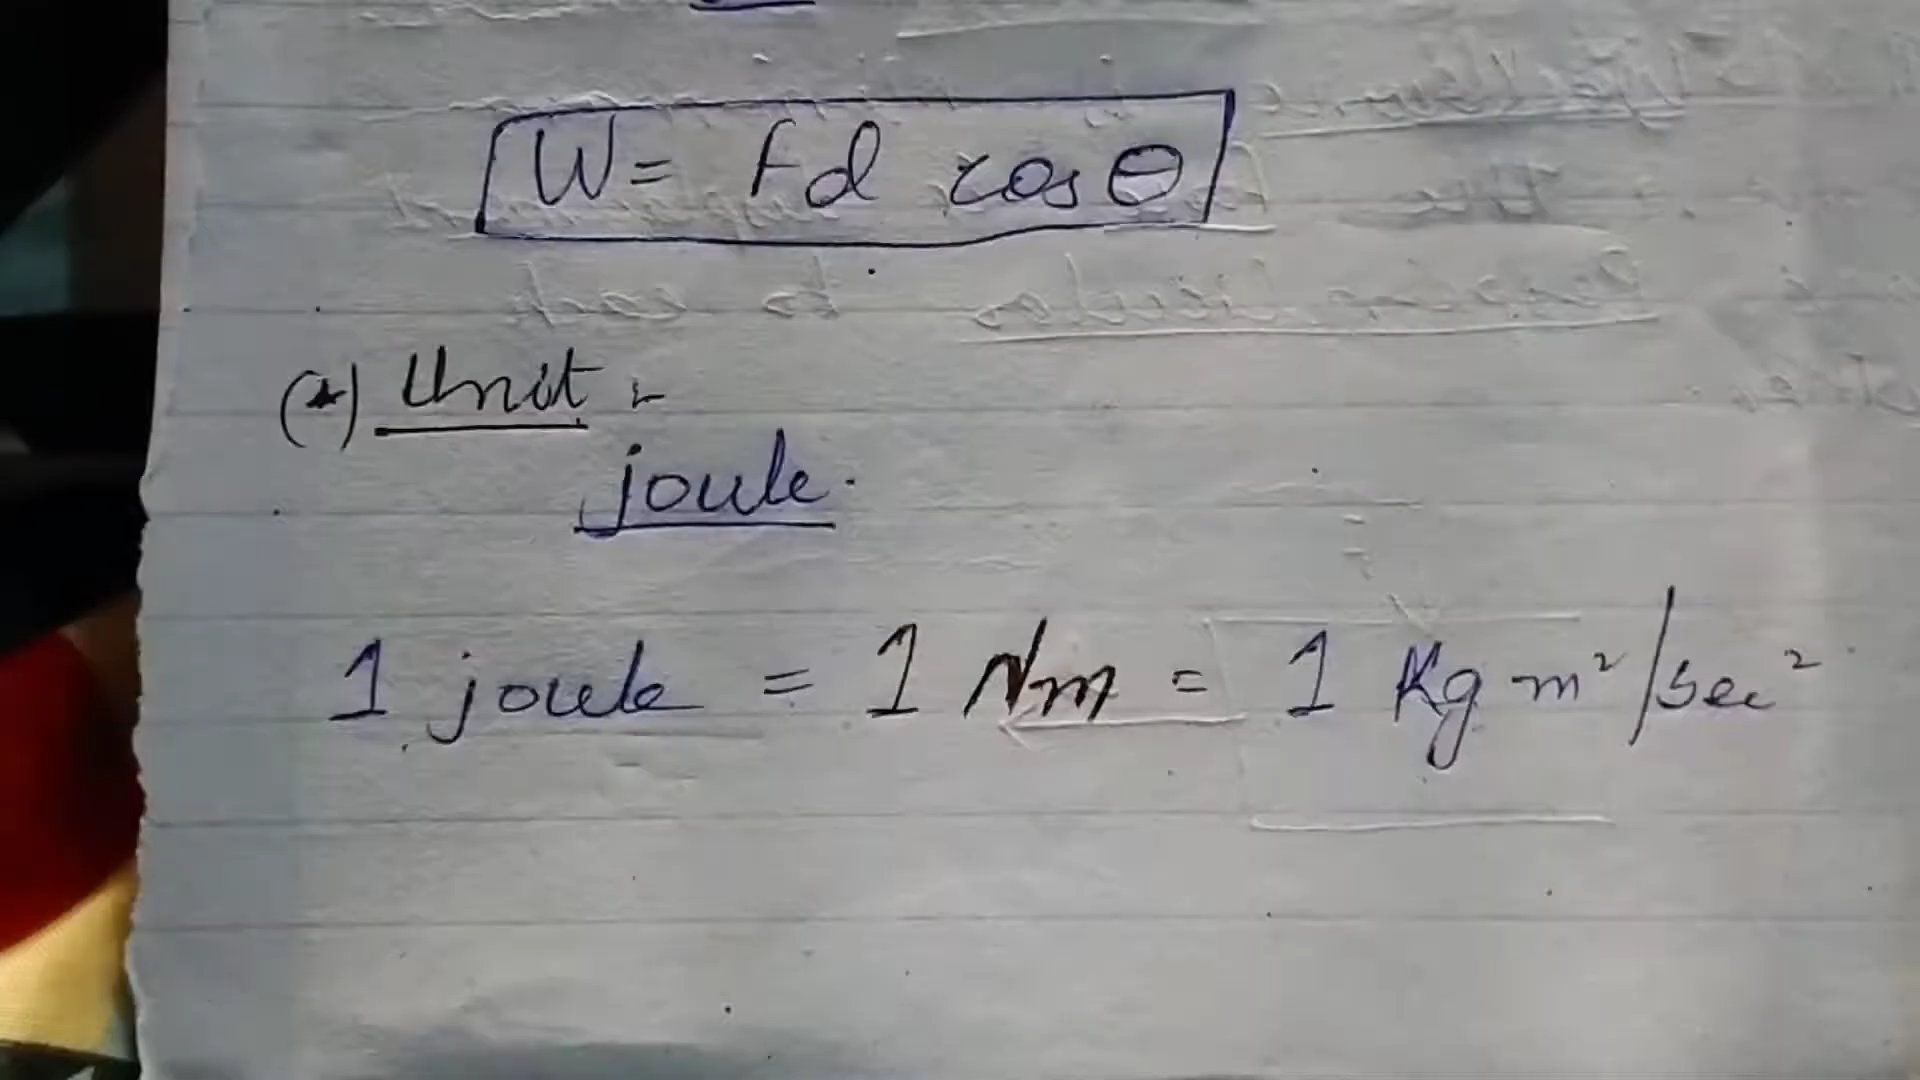 W = Fd cos θ
(*) Unit :-
joule.
1 joule = 1 Nm = 1 Kg m²/sec²